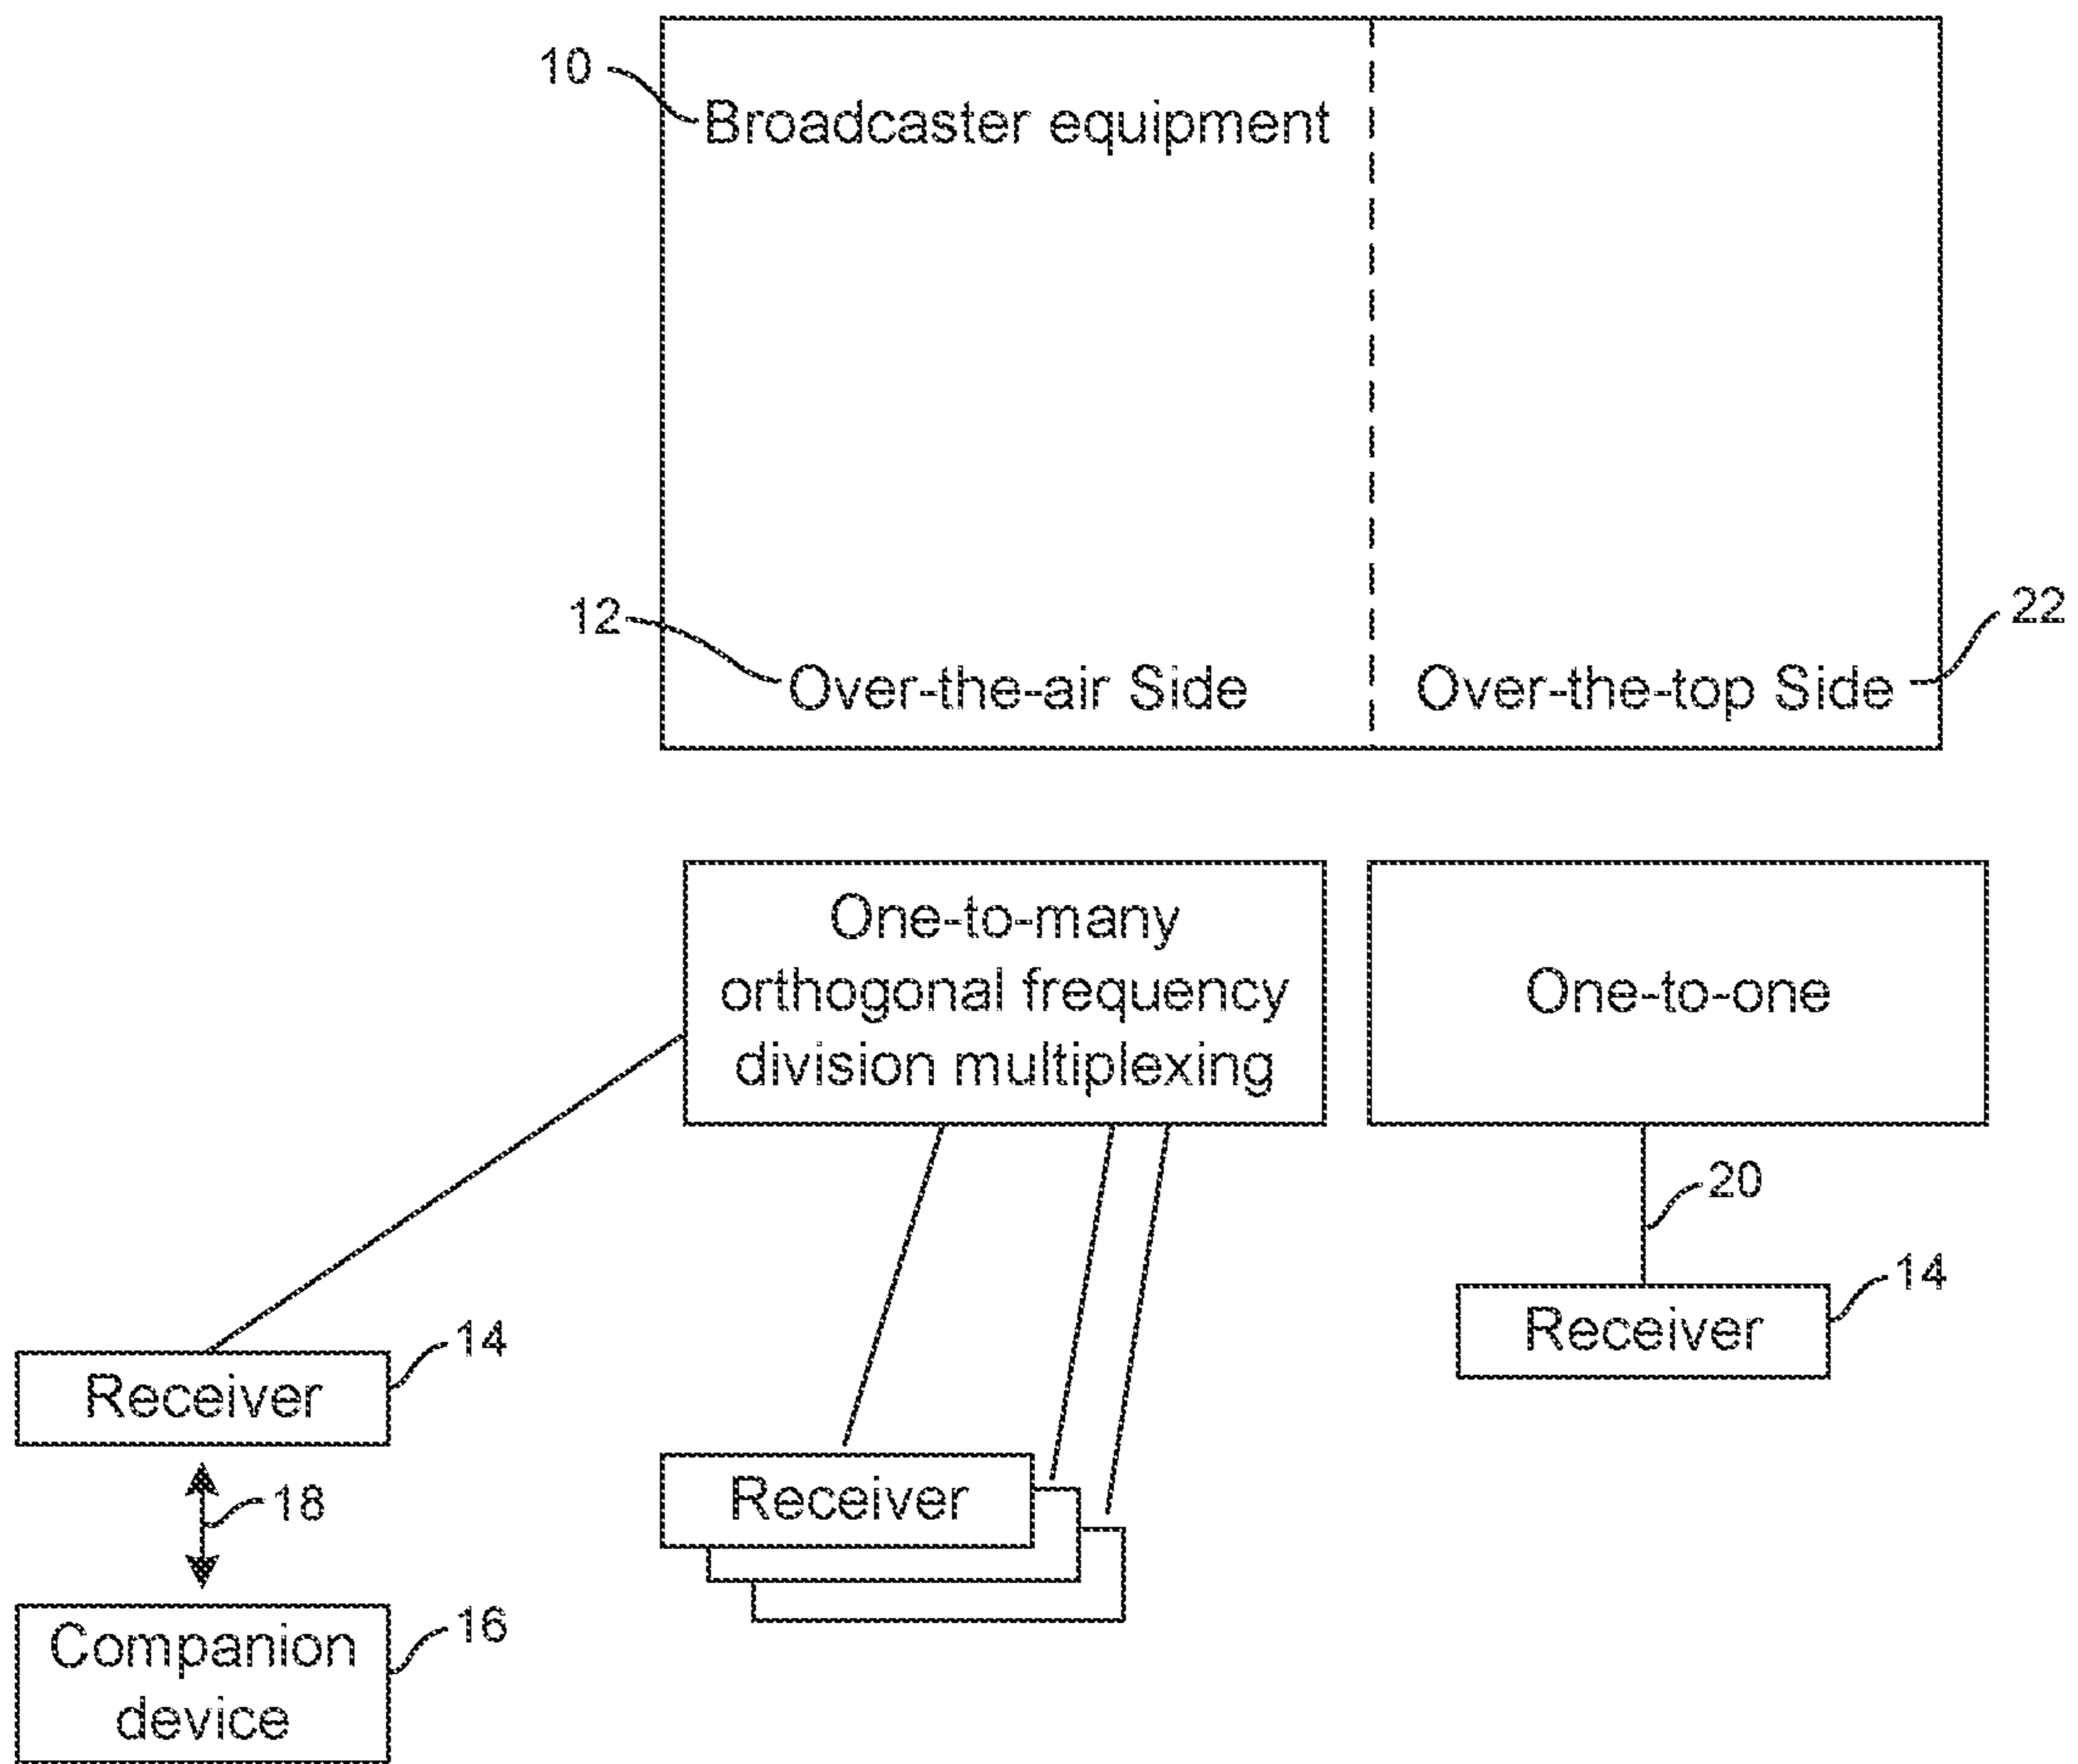 10
Broadcaster equipment
12
22
Over-the-air Side
Over-the-top Side
One-to-many
orthogonal frequency
division multiplexing
One-to-one
20
14
Receiver
14
Receiver
18
Receiver
16
Companion
device